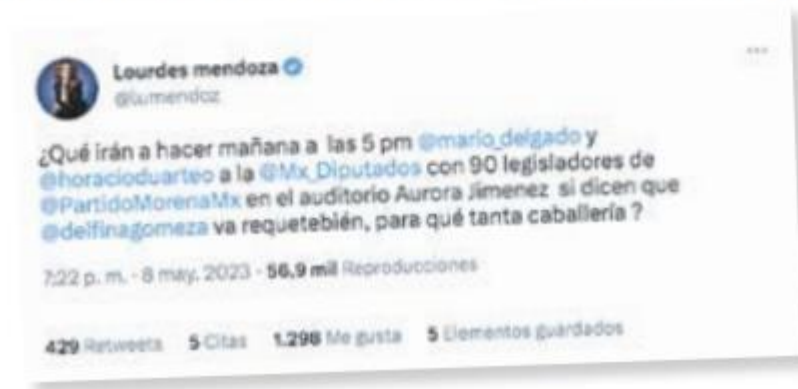 Lourdes mendoza
@lumendoz
¿Qué irán a hacer mañana a las 5 pm @mario_delgado y
@horacioduarteo a la @Mx_Diputados con 90 legisladores de
@PartidoMorenaMx en el auditorio Aurora Jimenez si dicen que
@delfinagomeza va requetebién, para qué tanta caballería ?
7:22 p. m. · 8 may. 2023 · 56,9 mil Reproducciones
429 Retweets 5 Citas 1.298 Me gusta 5 Elementos guardados